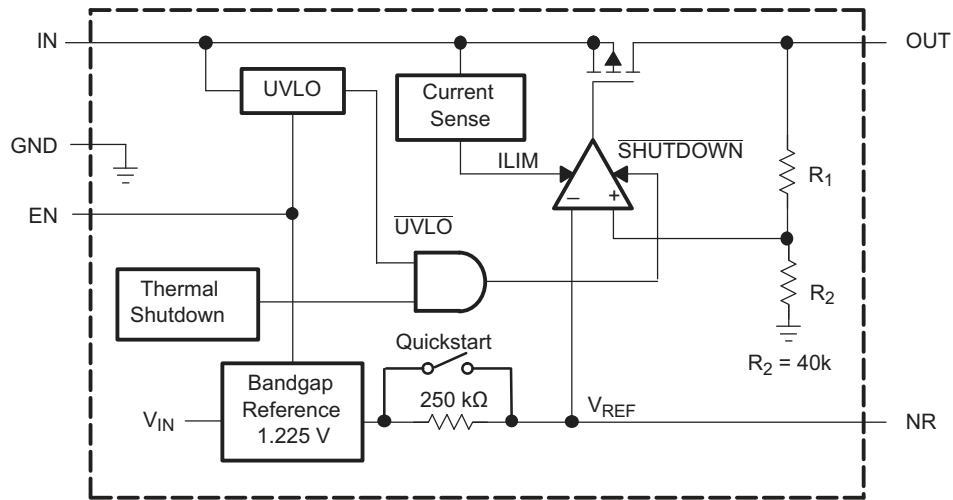 IN
OUT
UVLO
Current
Sense
GND
ILIM
SHUTDOWN
R1
EN
UVLO
– +
Thermal
Shutdown
R2
Quickstart
R2 = 40k
Bandgap
Reference
1.225 V
250 kΩ
VIN
VREF
NR